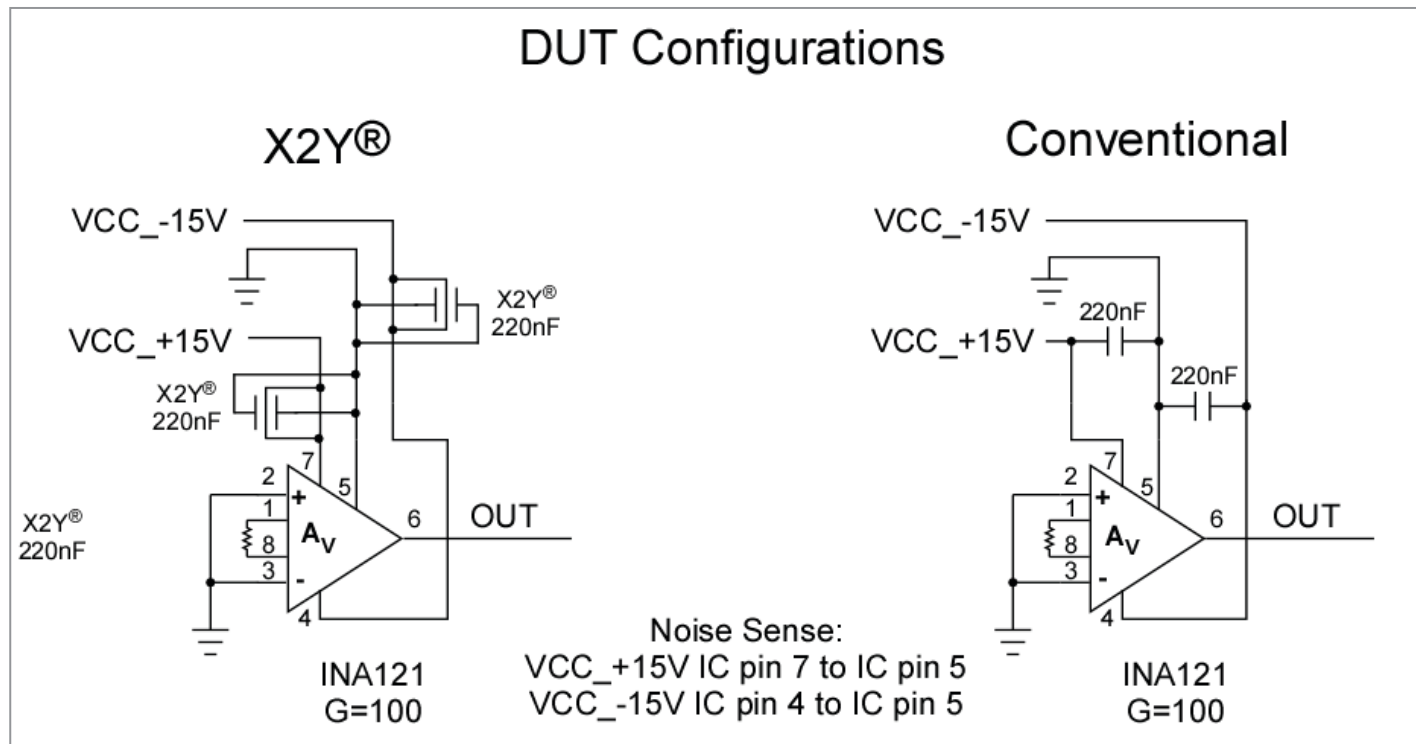 DUT Configurations
X2Y®
VCC_-15V
X2Y®
220nF
VCC_+15V
X2Y®
220nF
7
2
5
+
1
6
OUT
X2Y®
220nF
AV
8
3
-
4
INA121
G=100
Conventional
VCC_-15V
220nF
VCC_+15V
220nF
7
2
5
+
1
6
OUT
AV
8
3
-
4
INA121
G=100
Noise Sense:
VCC_+15V IC pin 7 to IC pin 5
VCC_-15V IC pin 4 to IC pin 5